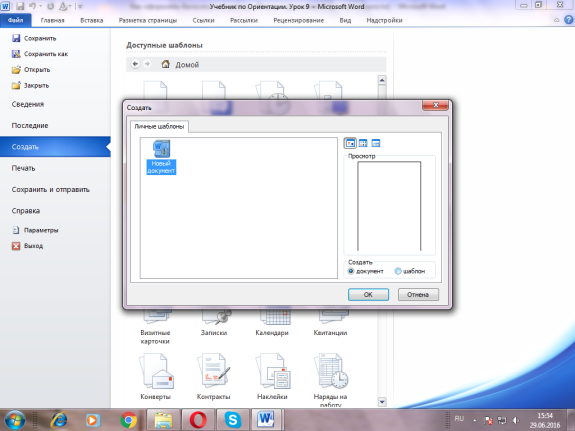 Учебник по Ориентации. Урок 9 - Microsoft Word
Файл Главная Вставка Разметка страницы Ссылки Рассылки Рецензирование Вид Надстройки
Сохранить
Сохранить как
Открыть
Закрыть
Сведения
Последние
Создать
Печать
Сохранить и отправить
Справка
Параметры
Выход
Доступные шаблоны
Домой
Создать
Личные шаблоны
Новый
документ
Просмотр
Создать
документ шаблон
ОК Отмена
Визитные
карточки
Записки
Календари
Квитанции
Конверты
Контракты
Наклейки
Наряды на
работу
RU
15:54
29.06.2016